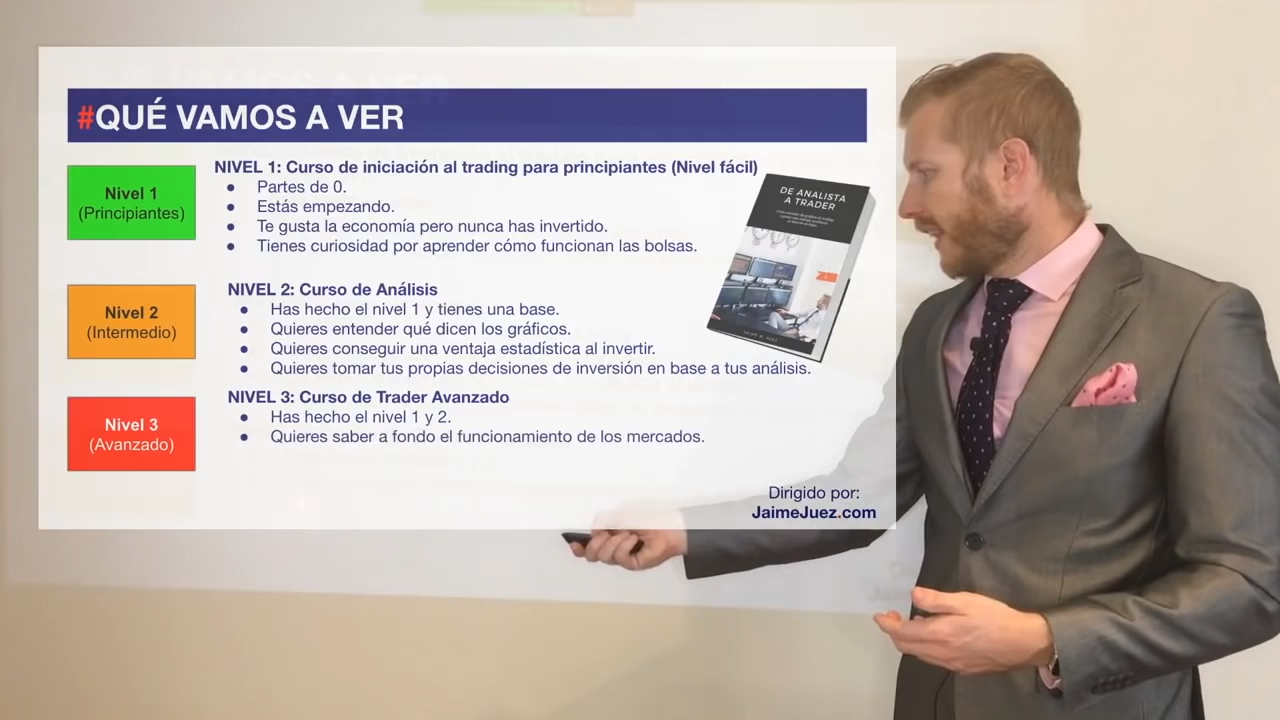 #QUÉ VAMOS A VER
Nivel 1
(Principiantes)
NIVEL 1: Curso de iniciación al trading para principiantes (Nivel fácil)
● Partes de 0.
● Estás empezando.
● Te gusta la economía pero nunca has invertido.
● Tienes curiosidad por aprender cómo funcionan las bolsas.
DE ANALISTA
A TRADER
Nivel 2
(Intermedio)
NIVEL 2: Curso de Análisis
● Has hecho el nivel 1 y tienes una base.
● Quieres entender qué dicen los gráficos.
● Quieres conseguir una ventaja estadística al invertir.
● Quieres tomar tus propias decisiones de inversión en base a tus análisis.
Nivel 3
(Avanzado)
NIVEL 3: Curso de Trader Avanzado
● Has hecho el nivel 1 y 2.
● Quieres saber a fondo el funcionamiento de los mercados.
Dirigido por:
JaimeJuez.com